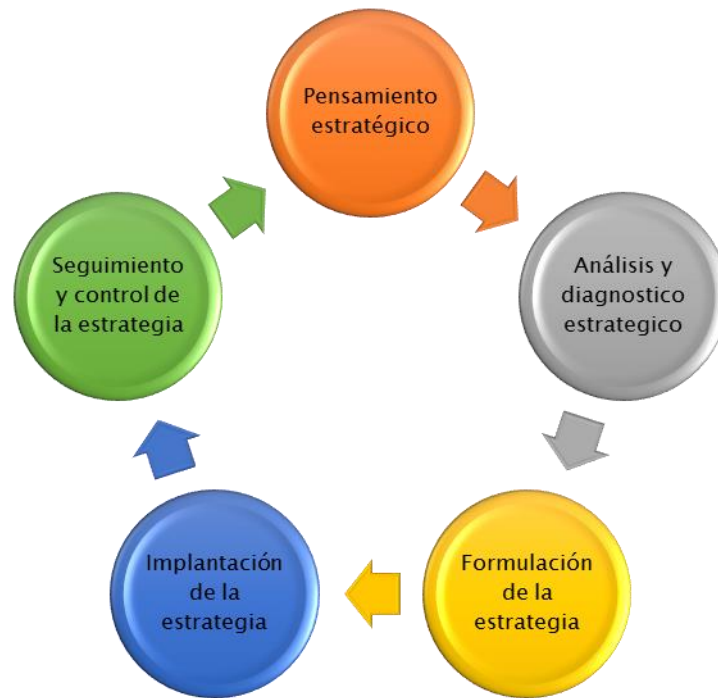 Pensamiento
estratégico
Análisis y
diagnostico
estrategico
Formulación
de la
estrategia
Implantación
de la
estrategia
Seguimiento
y control de
la estrategia